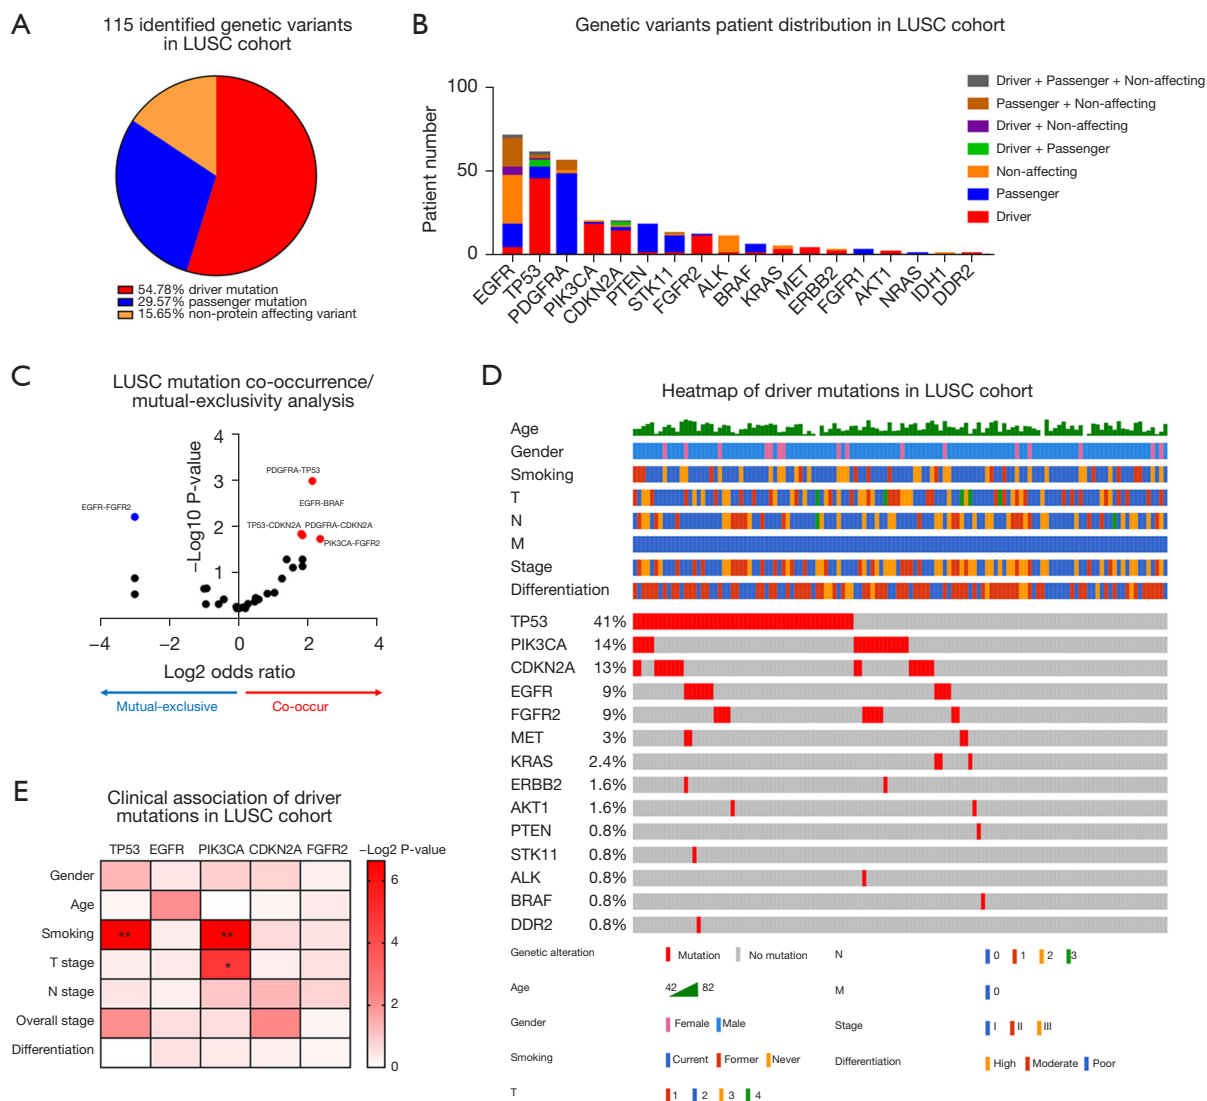 A
115 identified genetic variants
in LUSC cohort
54.78% driver mutation
29.57% passenger mutation
15.65% non-protein affecting variant
B
Genetic variants patient distribution in LUSC cohort
Patient number
100
50
0
EGFR
TP53
PDGFRA
PIK3CA
CDKN2A
PTEN
STK11
FGFR2
ALK
BRAF
KRAS
MET
ERBB2
FGFR1
AKT1
NRAS
IDH1
DDR2
Driver + Passenger + Non-affecting
Passenger + Non-affecting
Driver + Non-affecting
Driver + Passenger
Non-affecting
Passenger
Driver
C
LUSC mutation co-occurrence/
mutual-exclusivity analysis
−Log10 P-value
4
3
2
1
PDGFRA-TP53
EGFR-BRAF
EGFR-FGFR2
TP53-CDKN2A PDGFRA-CDKN2A
PIK3CA-FGFR2
−4 −2 0 2 4
Log2 odds ratio
Mutual-exclusive Co-occur
D
Heatmap of driver mutations in LUSC cohort
Age
Gender
Smoking
T
N
M
Stage
Differentiation
TP53 41%
PIK3CA 14%
CDKN2A 13%
EGFR 9%
FGFR2 9%
MET 3%
KRAS 2.4%
ERBB2 1.6%
AKT1 1.6%
PTEN 0.8%
STK11 0.8%
ALK 0.8%
BRAF 0.8%
DDR2 0.8%
Genetic alteration Mutation No mutation
Age 42 82
Gender Female Male
Smoking Current Former Never
T 1 2 3 4
N 0 1 2 3
M 0
Stage I II III
Differentiation High Moderate Poor
E
Clinical association of driver
mutations in LUSC cohort
TP53 EGFR PIK3CA CDKN2A FGFR2 −Log2 P-value
Gender
Age
Smoking ** **
T stage *
N stage
Overall stage
Differentiation
6
4
2
0